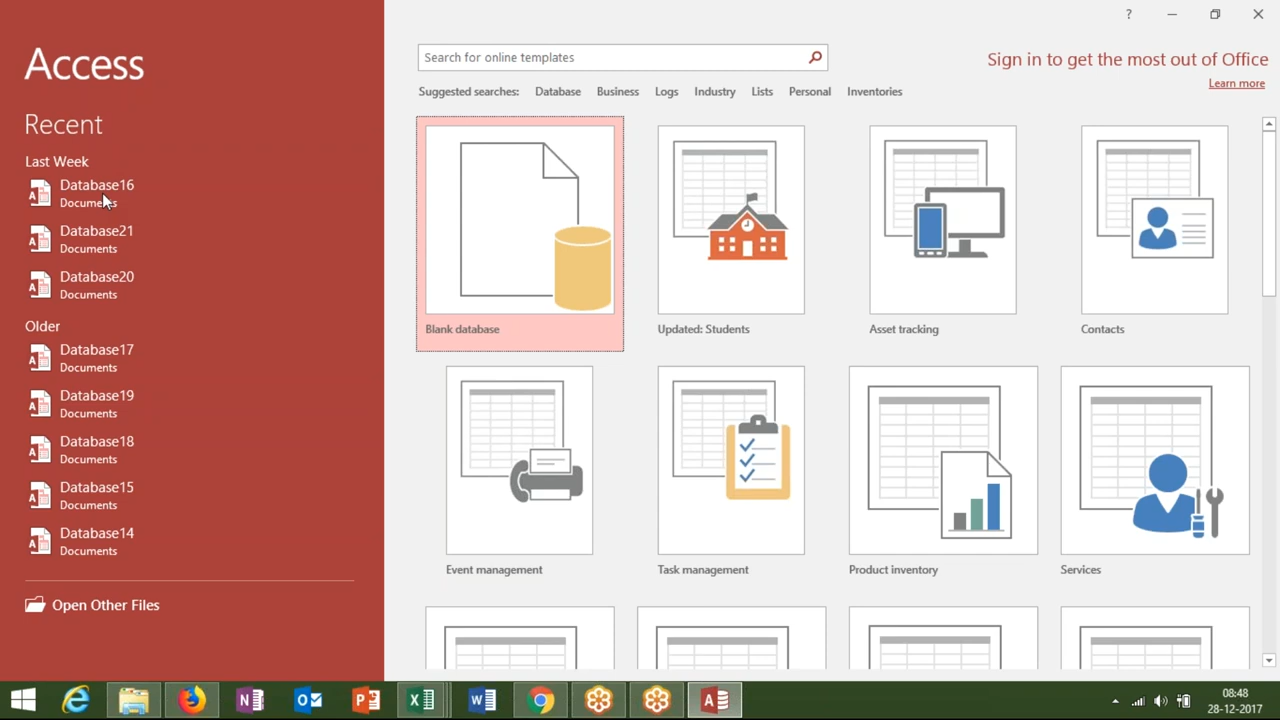 Access
Recent
Last Week
Database16
Documents
Database21
Documents
Database20
Documents
Older
Database17
Documents
Database19
Documents
Database18
Documents
Database15
Documents
Database14
Documents
Open Other Files
?
Search for online templates
Sign in to get the most out of Office
Learn more
Suggested searches: Database Business Logs Industry Lists Personal Inventories
Blank database Updated: Students Asset tracking Contacts
Event management Task management Product inventory Services
08:48
28-12-2017